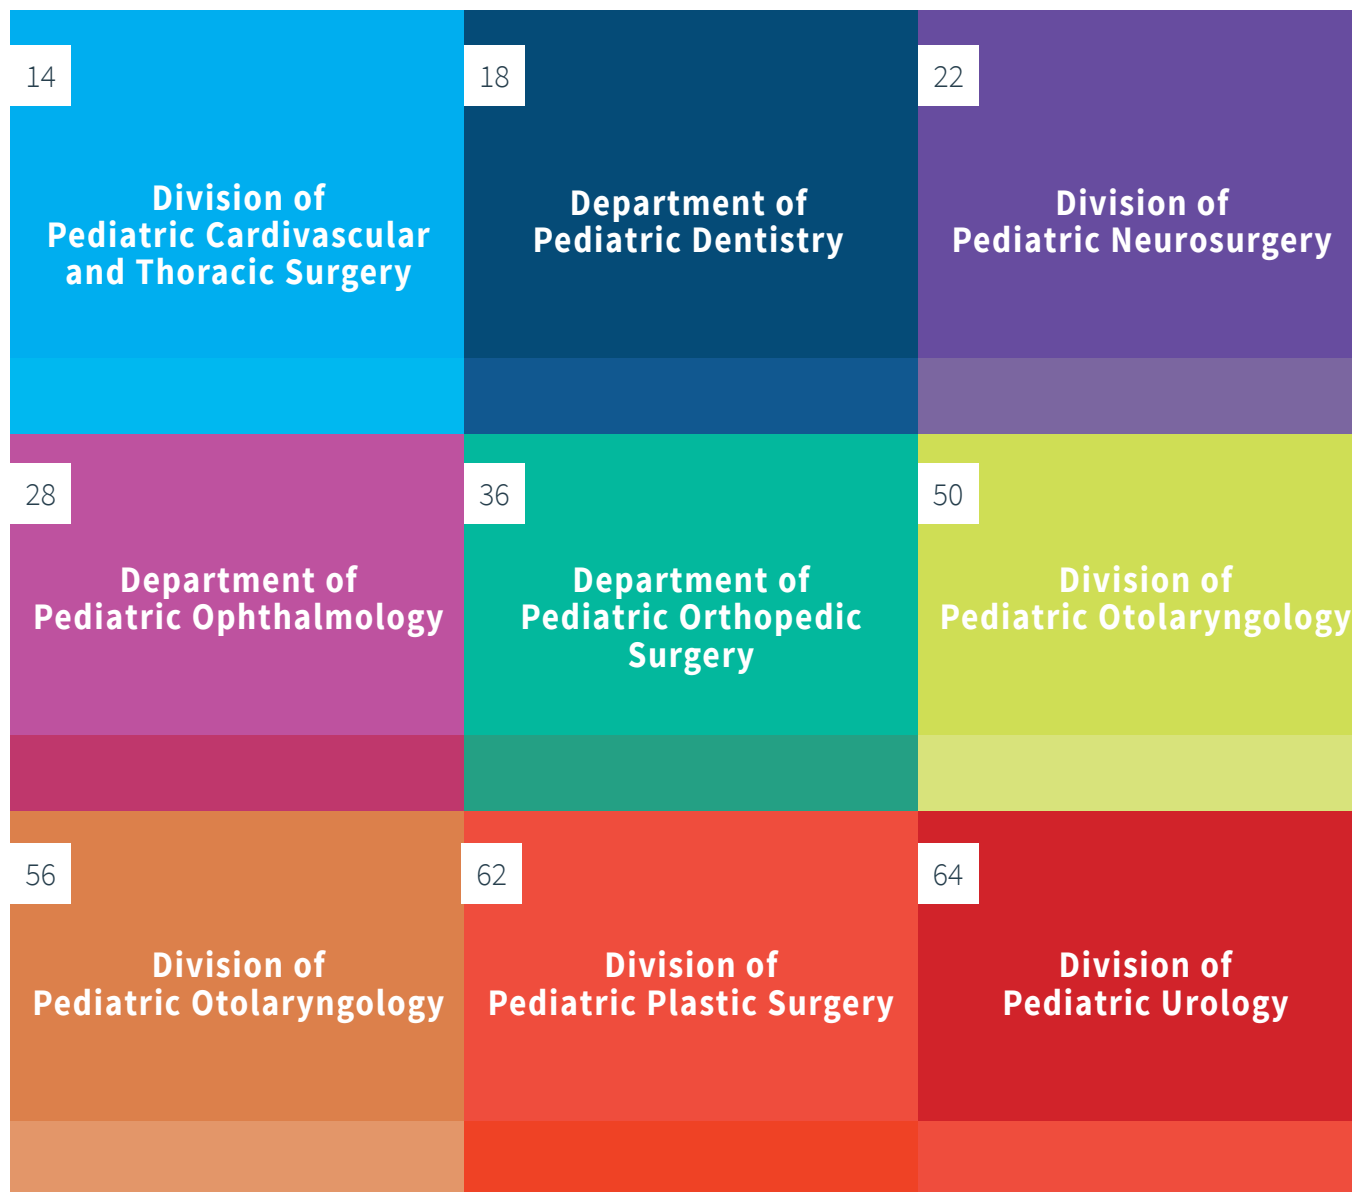 14
Division of
Pediatric Cardivascular
and Thoracic Surgery
18
Department of
Pediatric Dentistry
22
Division of
Pediatric Neurosurgery
28
Department of
Pediatric Ophthalmology
36
Department of
Pediatric Orthopedic
Surgery
50
Division of
Pediatric Otolaryngology
56
Division of
Pediatric Otolaryngology
62
Division of
Pediatric Plastic Surgery
64
Division of
Pediatric Urology